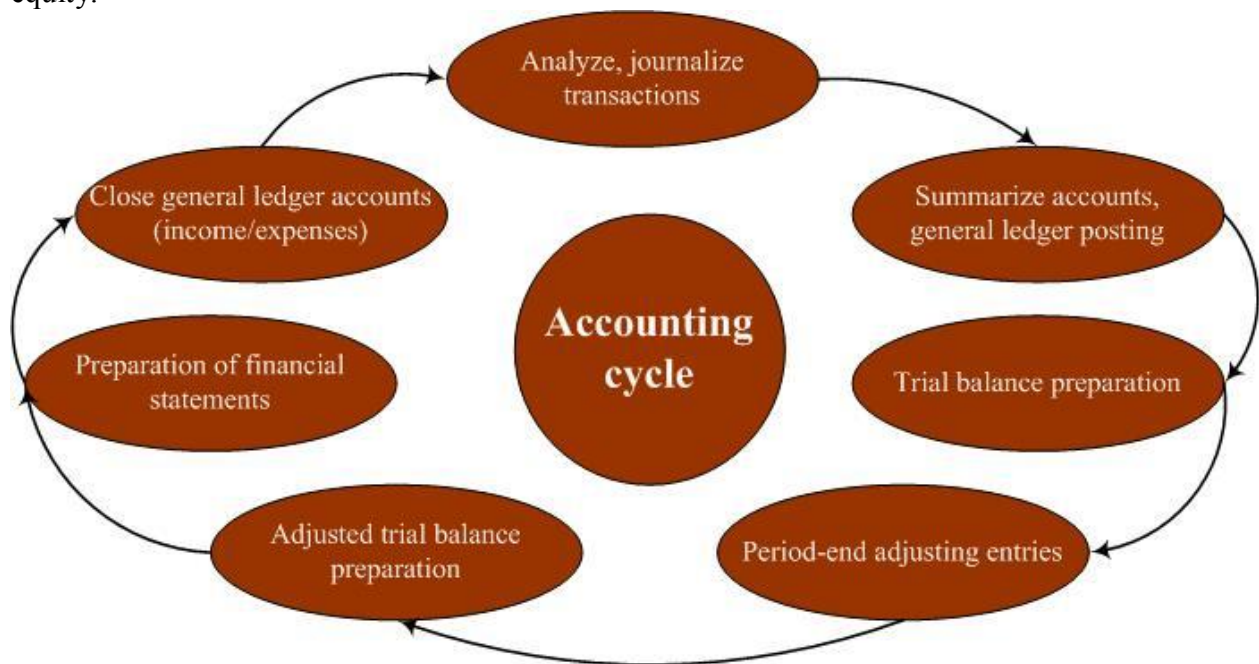 equity.
Analyze, journalize
transactions
Close general ledger accounts
(income/expenses)
Summarize accounts,
general ledger posting
Accounting
cycle
Preparation of financial
statements
Trial balance preparation
Adjusted trial balance
preparation
Period-end adjusting entries